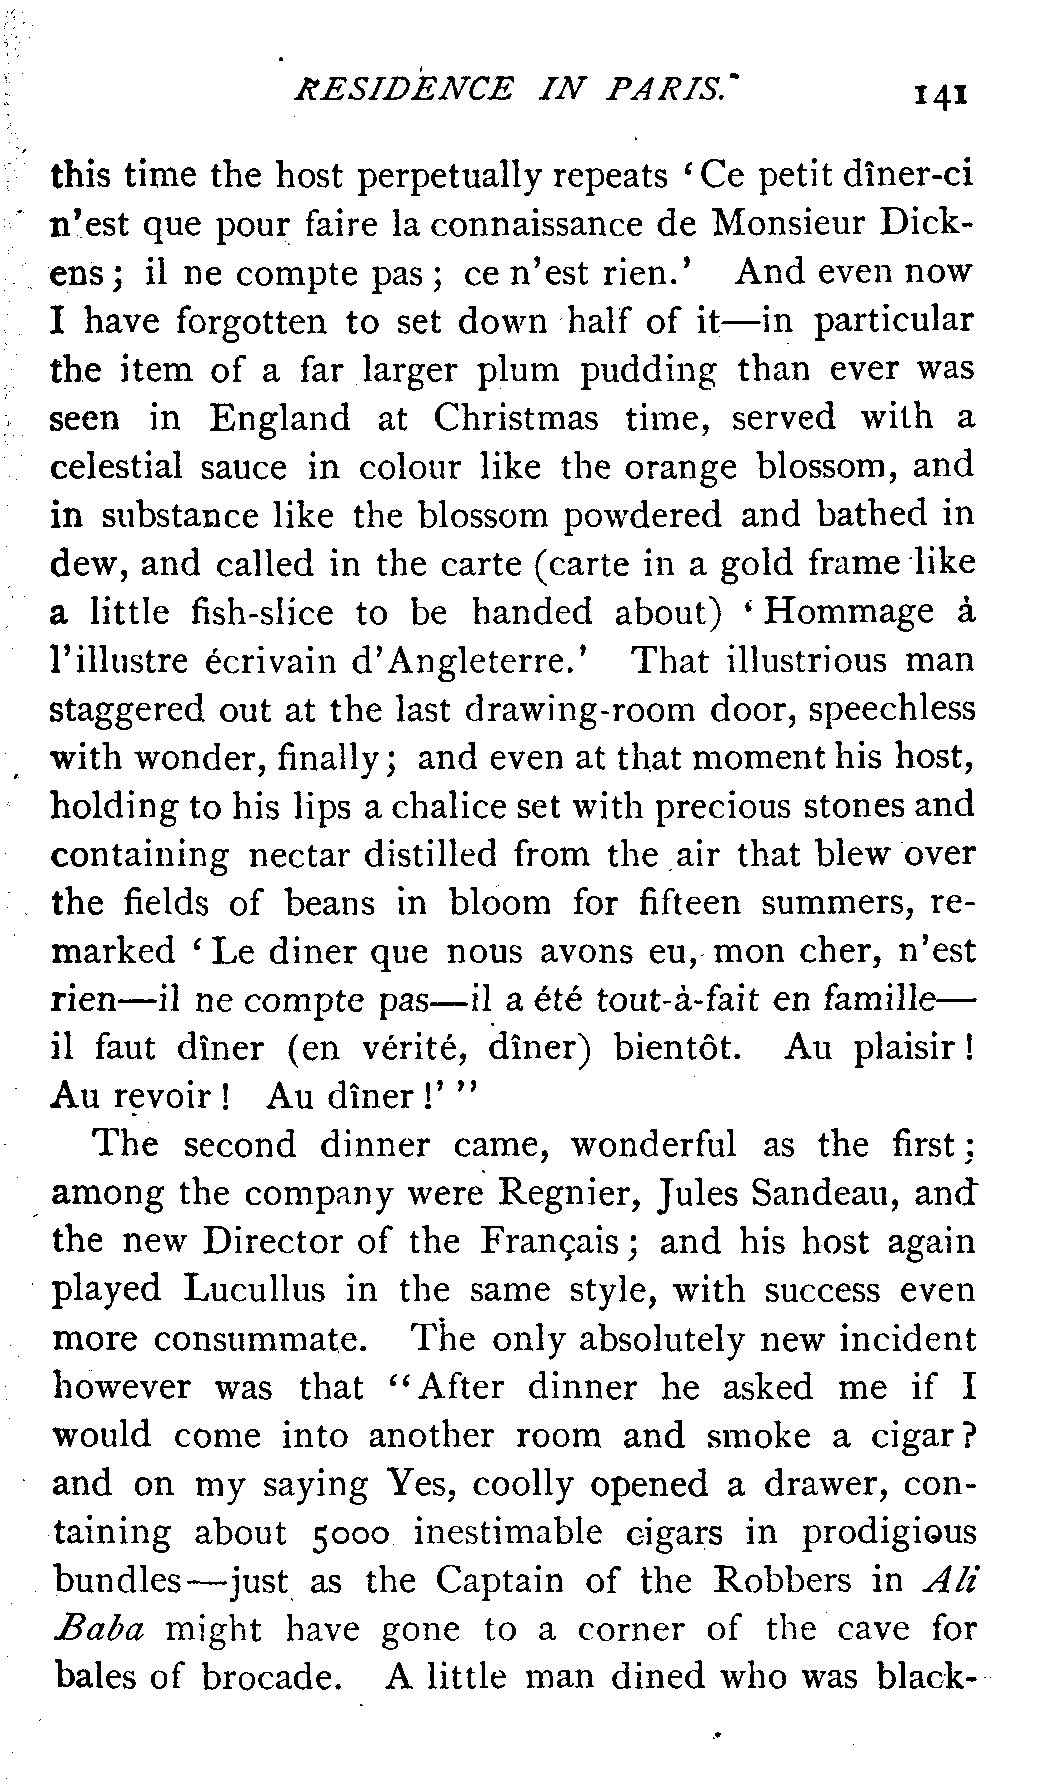 RESIDENCE IN PARIS. 141
this time the host perpetually repeats ‘Ce petit dîner-ci
n’est que pour faire la connaissance de Monsieur Dick-
ens; il ne compte pas; ce n’est rien.’ And even now
I have forgotten to set down half of it—in particular
the item of a far larger plum pudding than ever was
seen in England at Christmas time, served with a
celestial sauce in colour like the orange blossom, and
in substance like the blossom powdered and bathed in
dew, and called in the carte (carte in a gold frame like
a little fish-slice to be handed about) ‘Hommage à
l’illustre écrivain d’Angleterre.’ That illustrious man
staggered out at the last drawing-room door, speechless
with wonder, finally; and even at that moment his host,
holding to his lips a chalice set with precious stones and
containing nectar distilled from the air that blew over
the fields of beans in bloom for fifteen summers, re-
marked ‘Le diner que nous avons eu, mon cher, n’est
rien—il ne compte pas—il a été tout-à-fait en famille—
il faut dîner (en vérité, dîner) bientôt. Au plaisir!
Au revoir! Au dîner!’”
The second dinner came, wonderful as the first;
among the company were Regnier, Jules Sandeau, and
the new Director of the Français; and his host again
played Lucullus in the same style, with success even
more consummate. The only absolutely new incident
however was that “After dinner he asked me if I
would come into another room and smoke a cigar?
and on my saying Yes, coolly opened a drawer, con-
taining about 5000 inestimable cigars in prodigious
bundles—just as the Captain of the Robbers in Ali
Baba might have gone to a corner of the cave for
bales of brocade. A little man dined who was black-